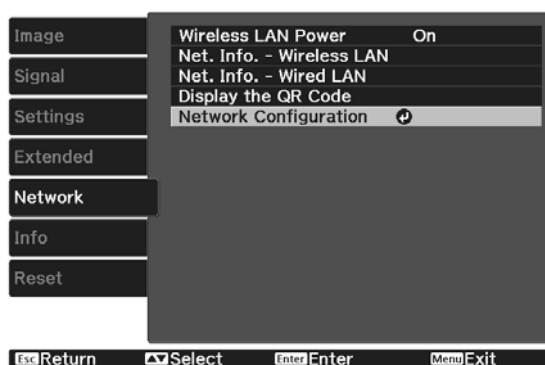 Image
Signal
Settings
Extended
Network
Info
Reset
Wireless LAN Power On
Net. Info. - Wireless LAN
Net. Info. - Wired LAN
Display the QR Code
Network Configuration
Esc Return Select Enter Enter Menu Exit